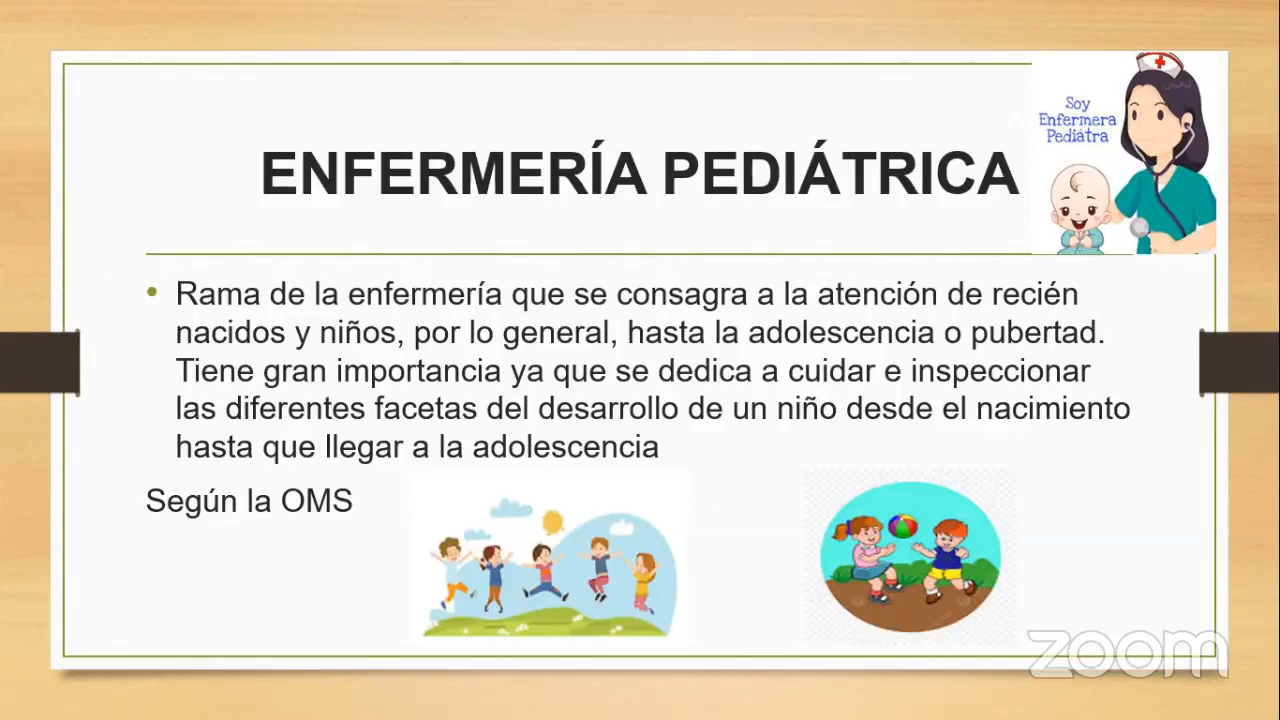 Soy
Enfermera
Pediátra
ENFERMERÍA PEDIÁTRICA
• Rama de la enfermería que se consagra a la atención de recién
nacidos y niños, por lo general, hasta la adolescencia o pubertad.
Tiene gran importancia ya que se dedica a cuidar e inspeccionar
las diferentes facetas del desarrollo de un niño desde el nacimiento
hasta que llegar a la adolescencia
Según la OMS
zoom